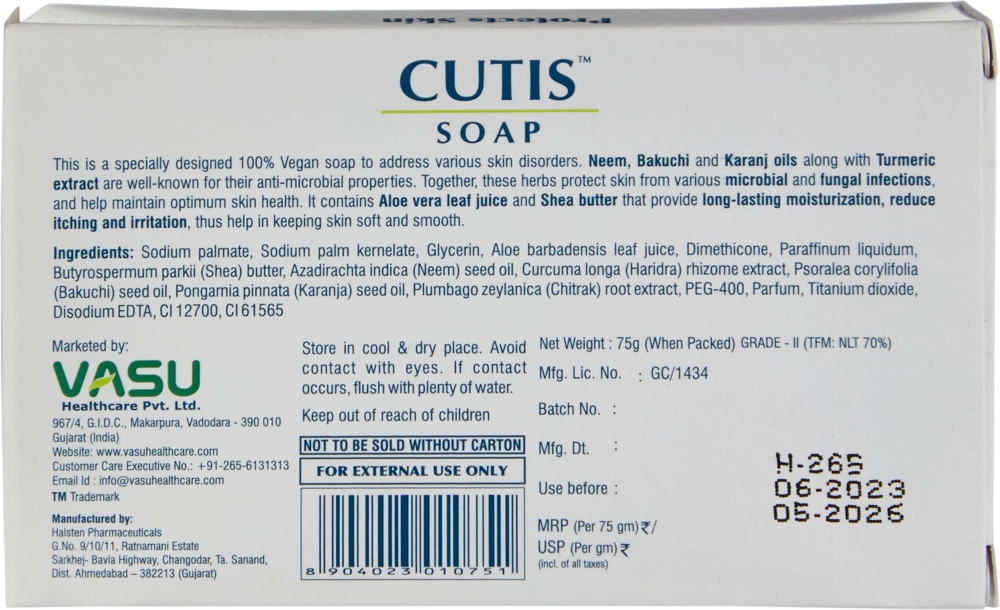 Protects Skin
CUTIS™
SOAP
This is a specially designed 100% Vegan soap to address various skin disorders. Neem, Bakuchi and Karanj oils along with Turmeric
extract are well-known for their anti-microbial properties. Together, these herbs protect skin from various microbial and fungal infections,
and help maintain optimum skin health. It contains Aloe vera leaf juice and Shea butter that provide long-lasting moisturization, reduce
itching and irritation, thus help in keeping skin soft and smooth.
Ingredients: Sodium palmate, Sodium palm kernelate, Glycerin, Aloe barbadensis leaf juice, Dimethicone, Paraffinum liquidum,
Butyrospermum parkii (Shea) butter, Azadirachta indica (Neem) seed oil, Curcuma longa (Haridra) rhizome extract, Psoralea corylifolia
(Bakuchi) seed oil, Pongamia pinnata (Karanja) seed oil, Plumbago zeylanica (Chitrak) root extract, PEG-400, Parfum, Titanium dioxide,
Disodium EDTA, CI 12700, CI 61565
Marketed by:
VASU
Healthcare Pvt. Ltd.
967/4, G.I.D.C., Makarpura, Vadodara - 390 010
Gujarat (India)
Website: www.vasuhealthcare.com
Customer Care Executive No.: +91-265-6131313
Email Id : info@vasuhealthcare.com
TM Trademark
Manufactured by:
Halsten Pharmaceuticals
G.No. 9/10/11, Ratnamani Estate
Sarkhej- Bavla Highway, Changodar, Ta. Sanand,
Dist. Ahmedabad – 382213 (Gujarat)
Store in cool & dry place. Avoid
contact with eyes. If contact
occurs, flush with plenty of water.
Keep out of reach of children
NOT TO BE SOLD WITHOUT CARTON
FOR EXTERNAL USE ONLY
8 904023 010751
Net Weight : 75g (When Packed) GRADE - II (TFM: NLT 70%)
Mfg. Lic. No. : GC/1434
Batch No. :
Mfg. Dt. :
Use before :
MRP (Per 75 gm) ₹/
USP (Per gm) ₹
(incl. of all taxes)
H-265
06-2023
05-2026